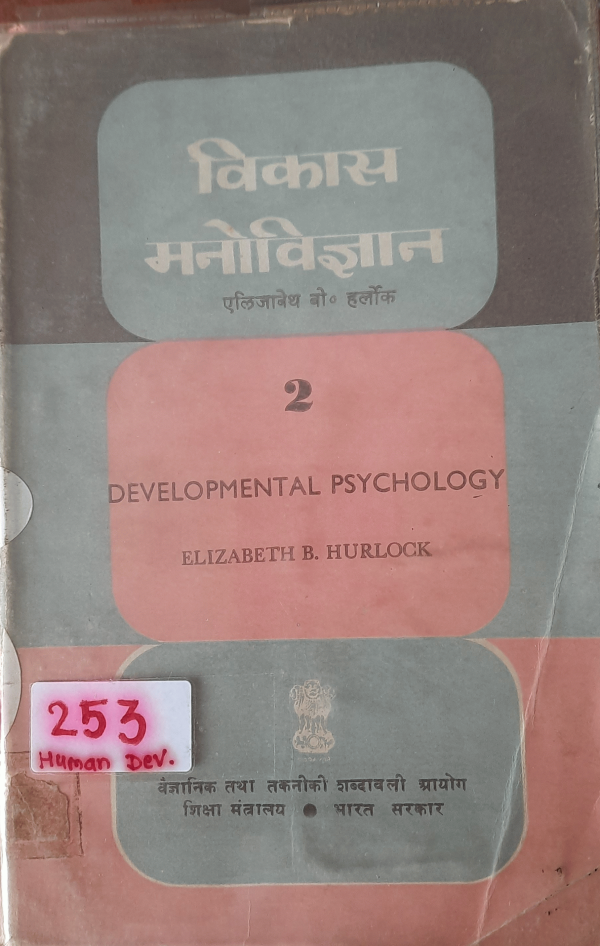 विकास
मनोविज्ञान
एलिजाबेथ बी० हर्लोक
2
DEVELOPMENTAL PSYCHOLOGY
ELIZABETH B. HURLOCK
253
Human Dev.
वैज्ञानिक तथा तकनीकी शब्दावली आयोग
शिक्षा मंत्रालय ● भारत सरकार